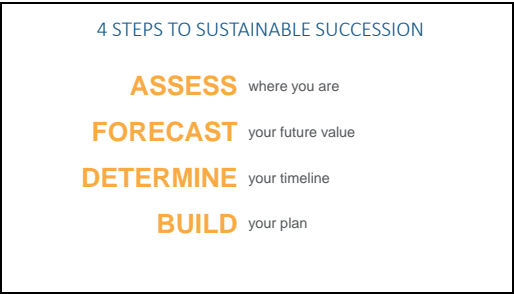 4 STEPS TO SUSTAINABLE SUCCESSION
ASSESS where you are
FORECAST your future value
DETERMINE your timeline
BUILD your plan